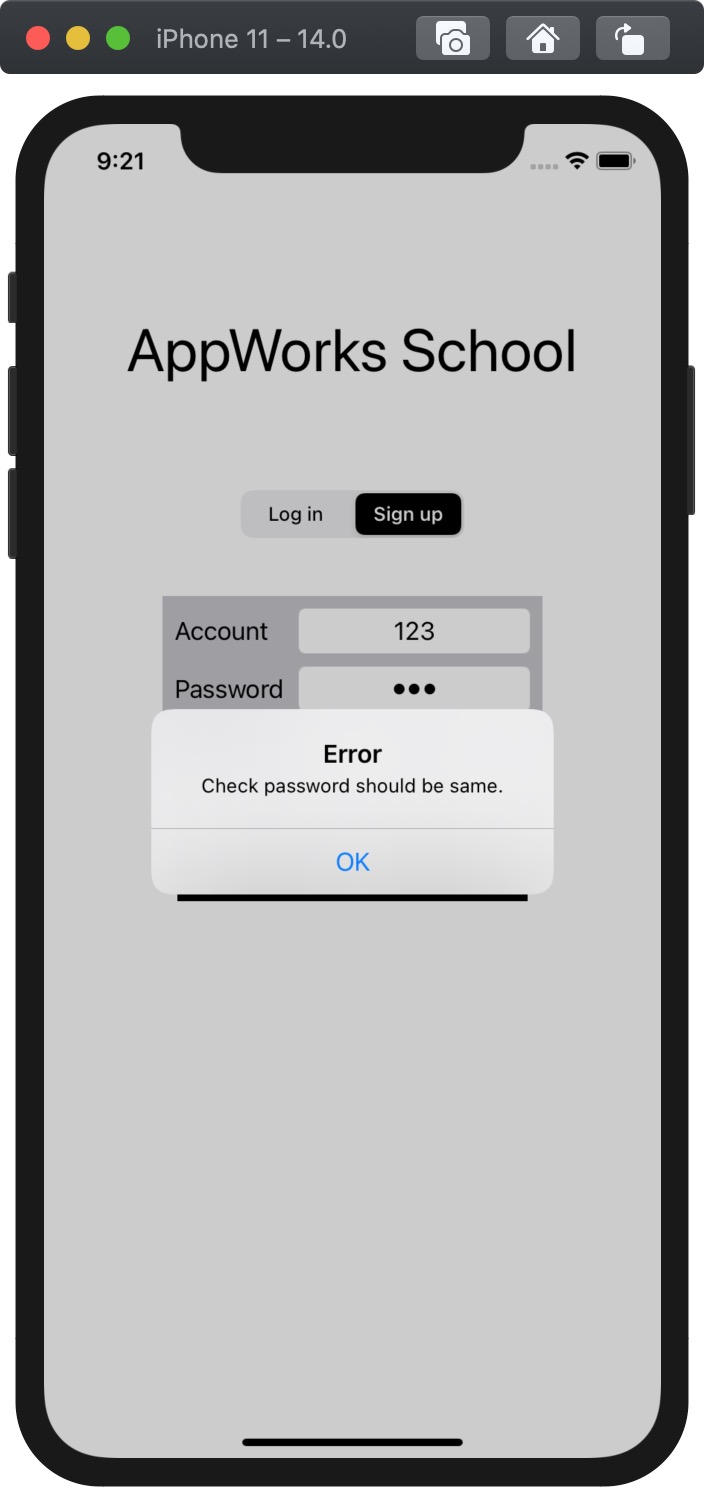 iPhone 11 – 14.0
9:21
AppWorks School
Log in Sign up
Account 123
Password •••
Error
Check password should be same.
OK